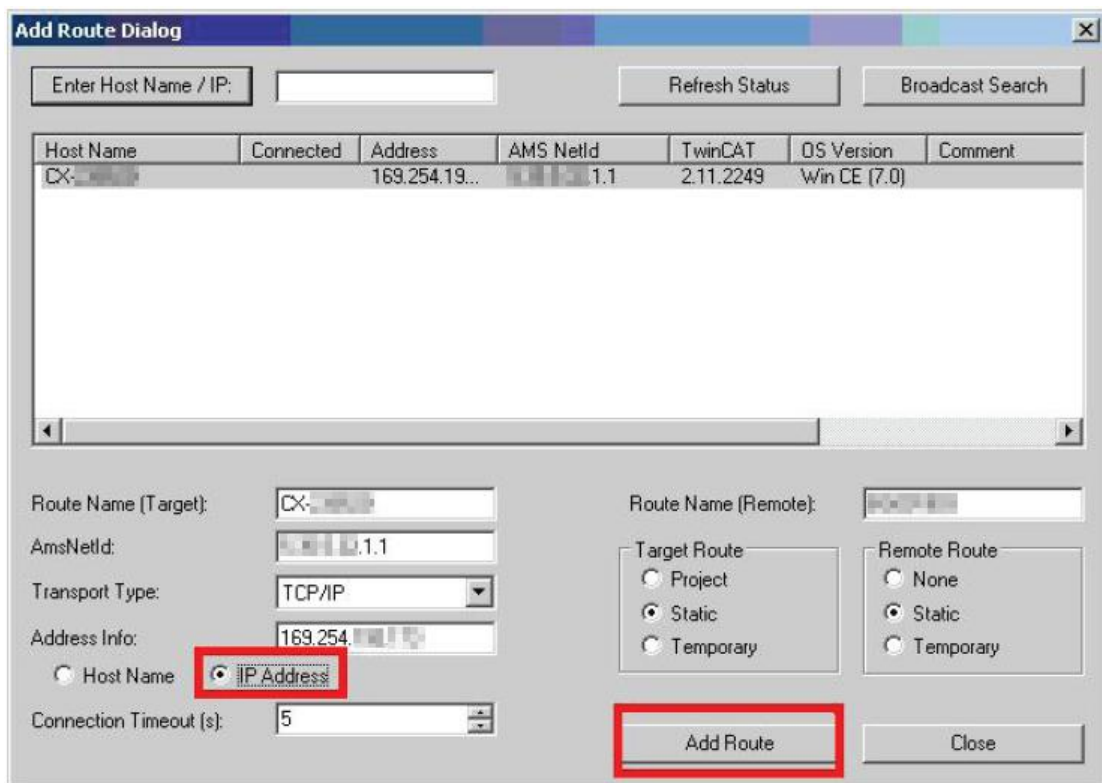 Add Route Dialog
Enter Host Name / IP: Refresh Status Broadcast Search
Host Name Connected Address AMS NetId TwinCAT OS Version Comment
CX- 169.254.19... .1.1 2.11.2249 Win CE (7.0)
Route Name (Target): CX- Route Name (Remote):
AmsNetId: .1.1 Target Route Remote Route
Project None
Transport Type: TCP/IP Static Static
Address Info: 169.254. Temporary Temporary
Host Name IP Address
Connection Timeout (s): 5 Add Route Close